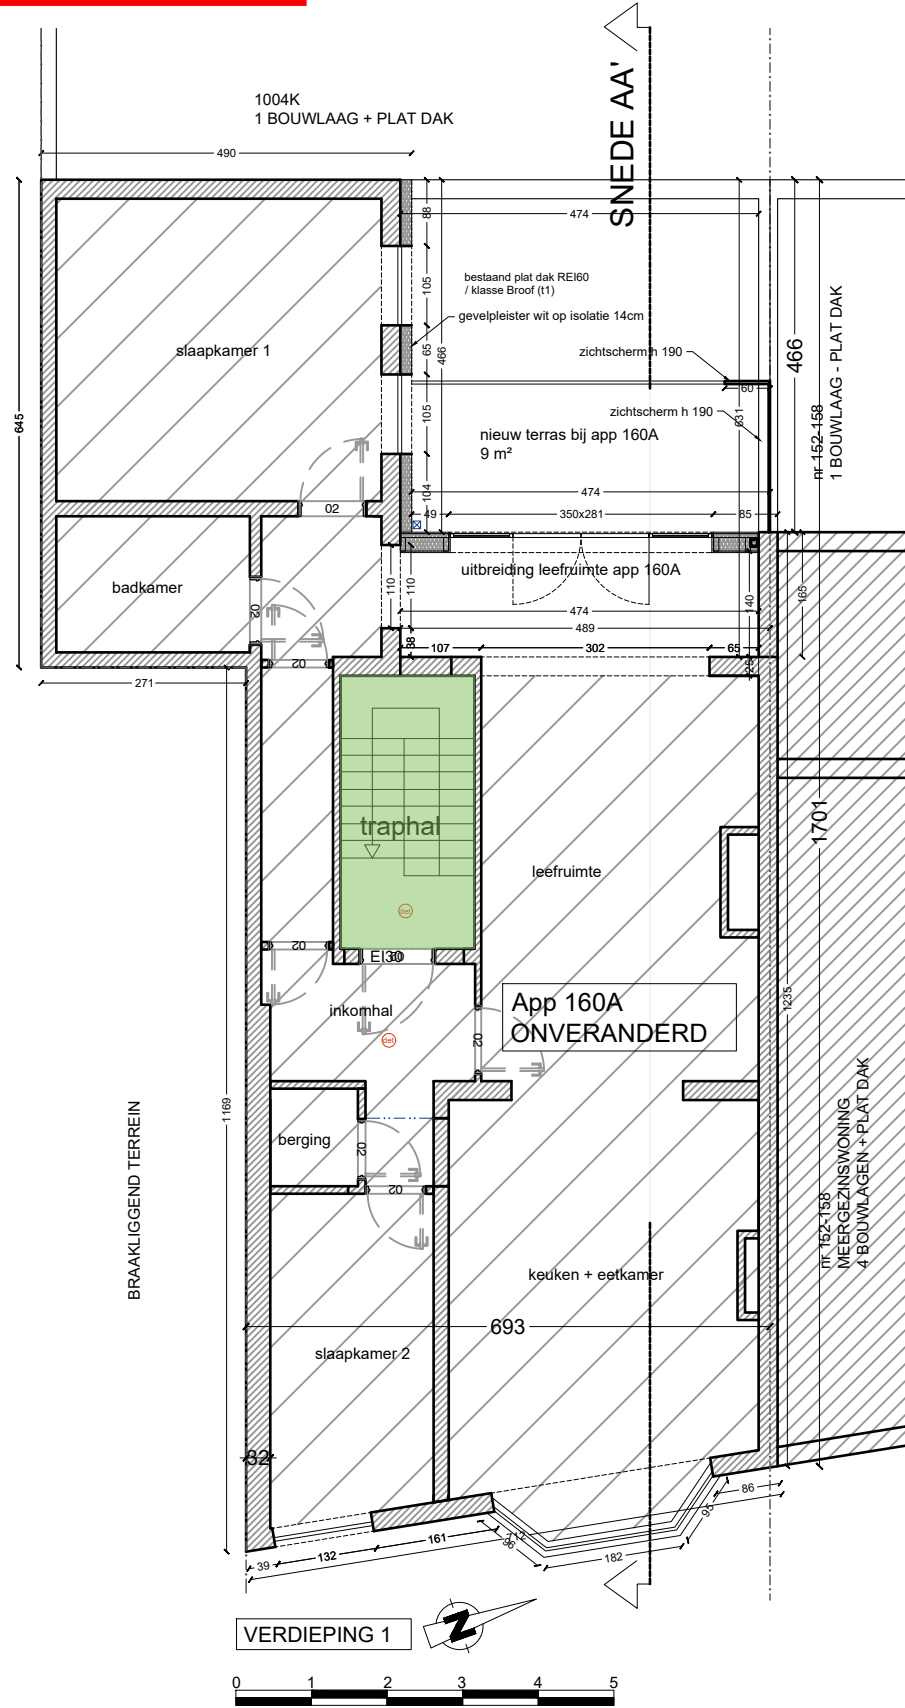 1004K
1 BOUWLAAG + PLAT DAK
490
SNEDE AA'
474
88
105
65
105
104
466
bestaand plat dak REI60
/ klasse Broof (t1)
gevelpleister wit op isolatie 14cm
zichtscherm h 190
60
631
zichtscherm h 190
466
nr 152-158
1 BOUWLAAG - PLAT DAK
slaapkamer 1
645
nieuw terras bij app 160A
9 m²
474
49
350x281
85
02
uitbreiding leefruimte app 160A
badkamer
02
110
110
474
489
140
165
38
107
302
65
25
02
271
traphal
det
leefruimte
1701
02
EI30
inkomhal
det
02
App 160A
ONVERANDERD
1235
1169
BRAAKLIGGEND TERREIN
berging
02
02
nr 152-158
MEERGEZINSWONING
4 BOUWLAGEN + PLAT DAK
keuken + eetkamer
693
slaapkamer 2
32
39
132
161
712
96
182
95
86
VERDIEPING 1
N
0 1 2 3 4 5